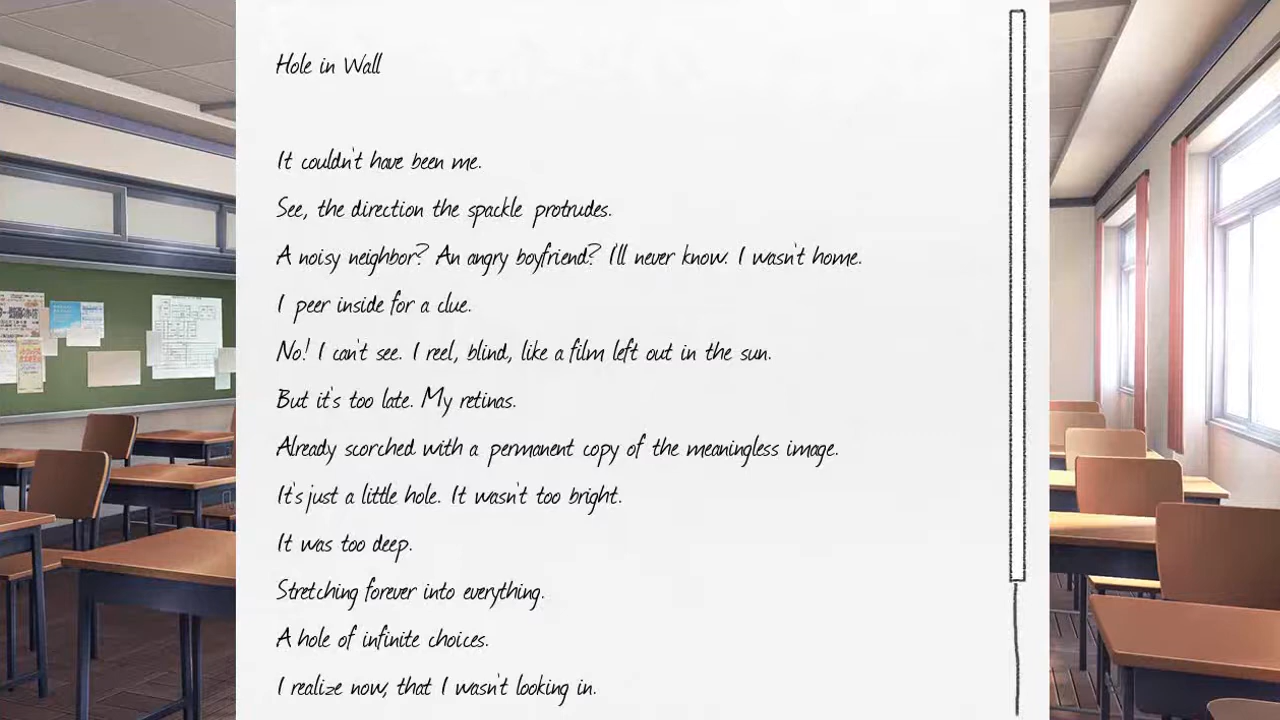 Hole in Wall
It couldn't have been me.
See, the direction the spackle protrudes.
A noisy neighbor? An angry boyfriend? I'll never know. I wasn't home.
I peer inside for a clue.
No! I can't see. I reel, blind, like a film left out in the sun.
But it's too late. My retinas.
Already scorched with a permanent copy of the meaningless image.
It's just a little hole. It wasn't too bright.
It was too deep.
Stretching forever into everything.
A hole of infinite choices.
I realize now, that I wasn't looking in.